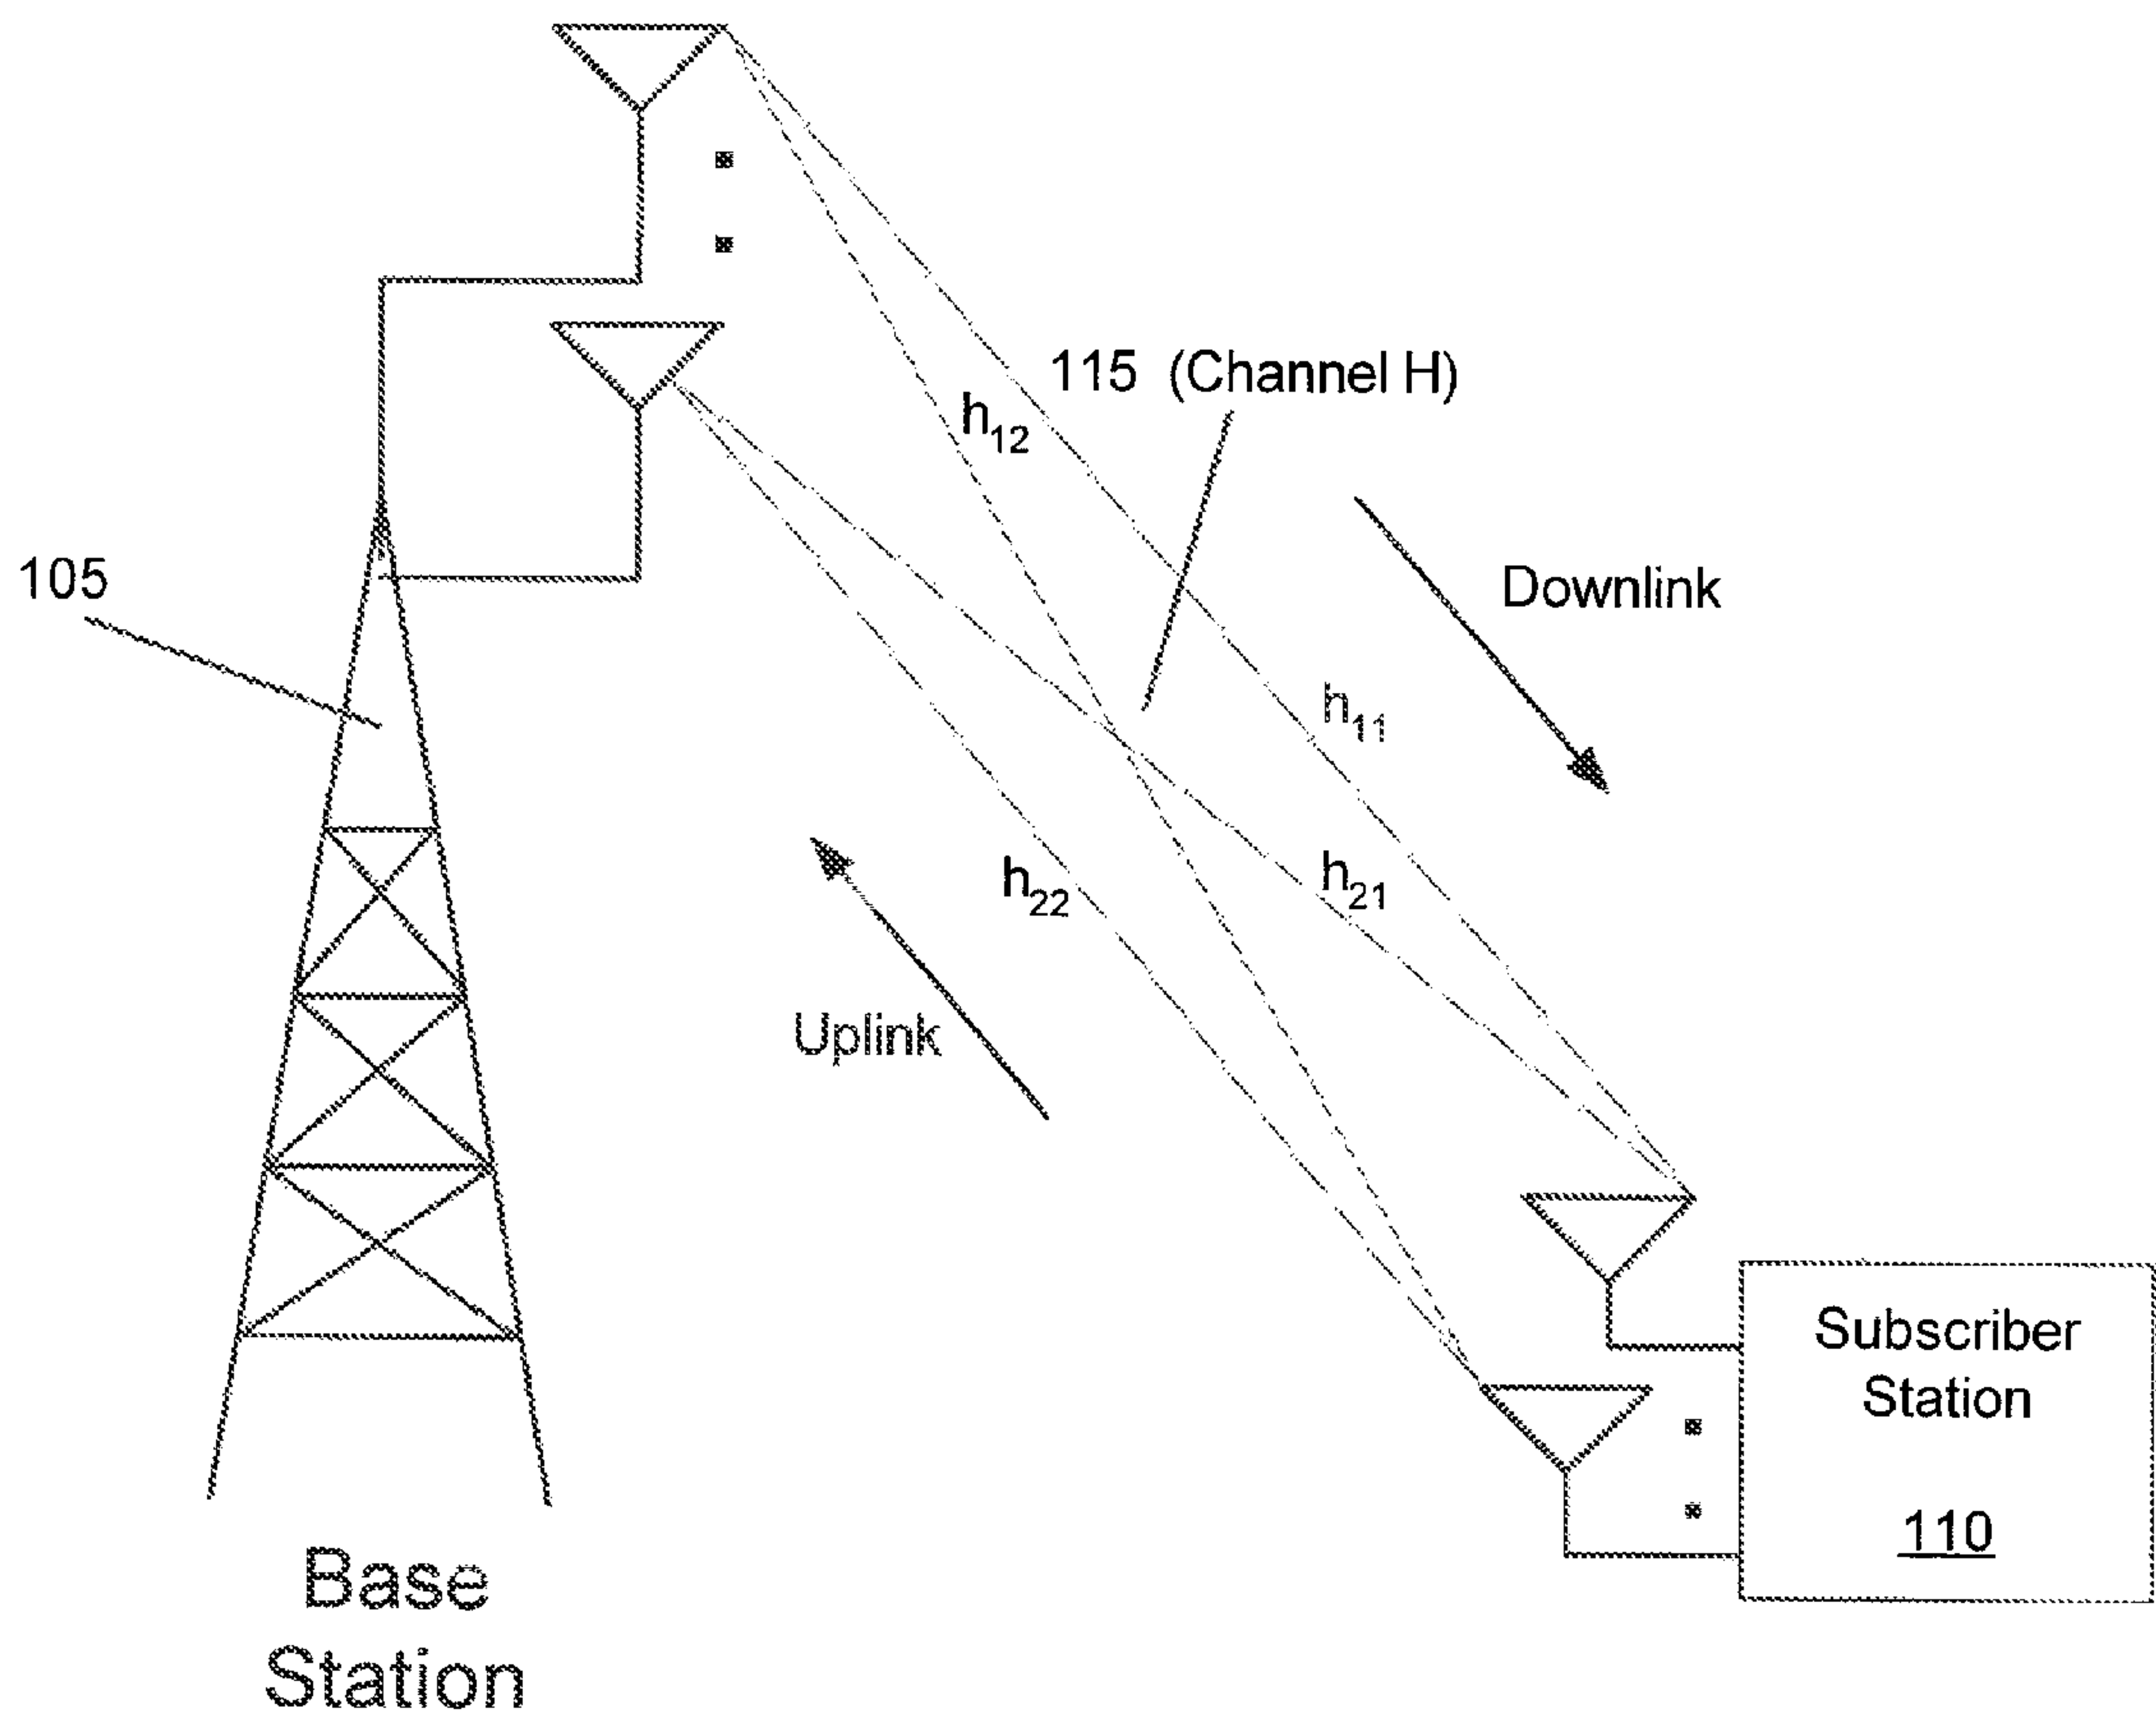 115 (Channel H)
h12
105
Downlink
h11
h21
h22
Uplink
Subscriber
Station
110
Base
Station